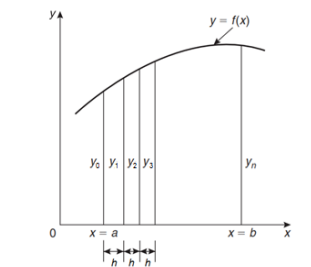 y
y = f(x)
y₀ y₁ y₂ y₃ yₙ
0 x = a x = b x
h h h